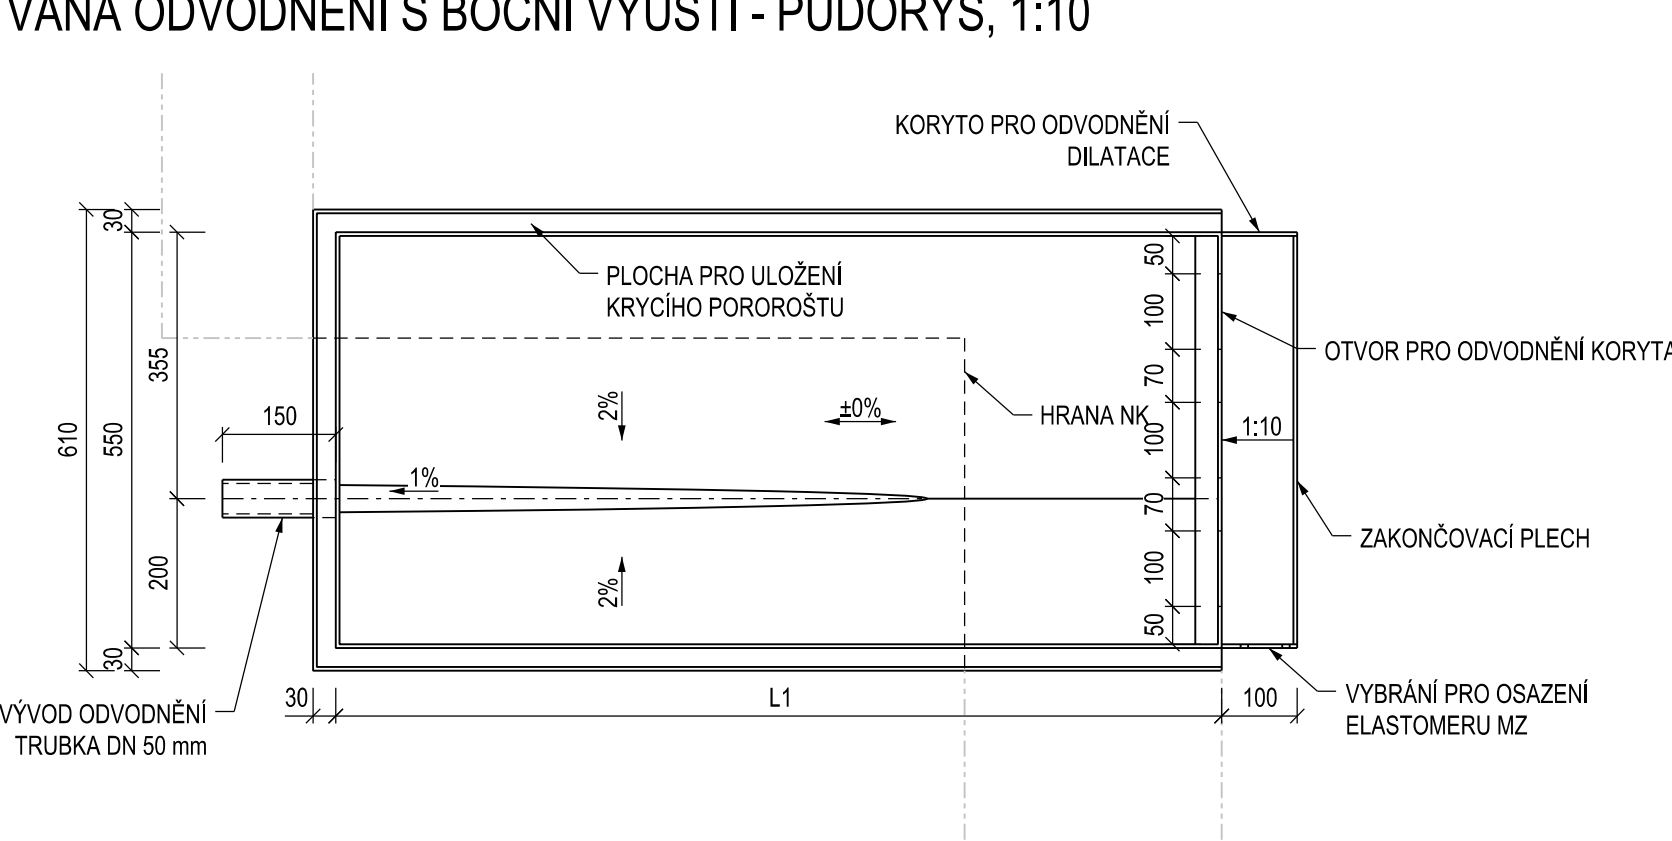 VANA ODVODNĚNÍ S BOČNÍ VÝUSTÍ - PŮDORYS, 1:10
KORYTO PRO ODVODNĚNÍ
DILATACE
PLOCHA PRO ULOŽENÍ
KRYCÍHO POROROŠTU
OTVOR PRO ODVODNĚNÍ KORYTA
HRANA NK
ZAKONČOVACÍ PLECH
VYBRÁNÍ PRO OSAZENÍ
ELASTOMERU MZ
VÝVOD ODVODNĚNÍ
TRUBKA DN 50 mm
610
30
550
30
355
200
150
2%
±0%
1%
2%
1:10
50
100
70
100
70
100
50
30
L1
100